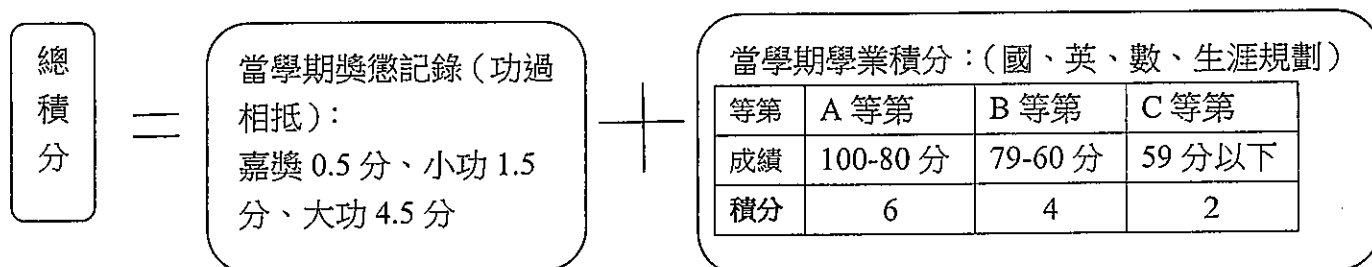 總
積
分
當學期獎懲記錄(功過
相抵):
嘉獎 0.5 分、小功 1.5
分、大功 4.5 分
當學期學業積分:(國、英、數、生涯規劃)
等第 A 等第 B 等第 C 等第
成績 100-80 分 79-60 分 59 分以下
積分 6 4 2